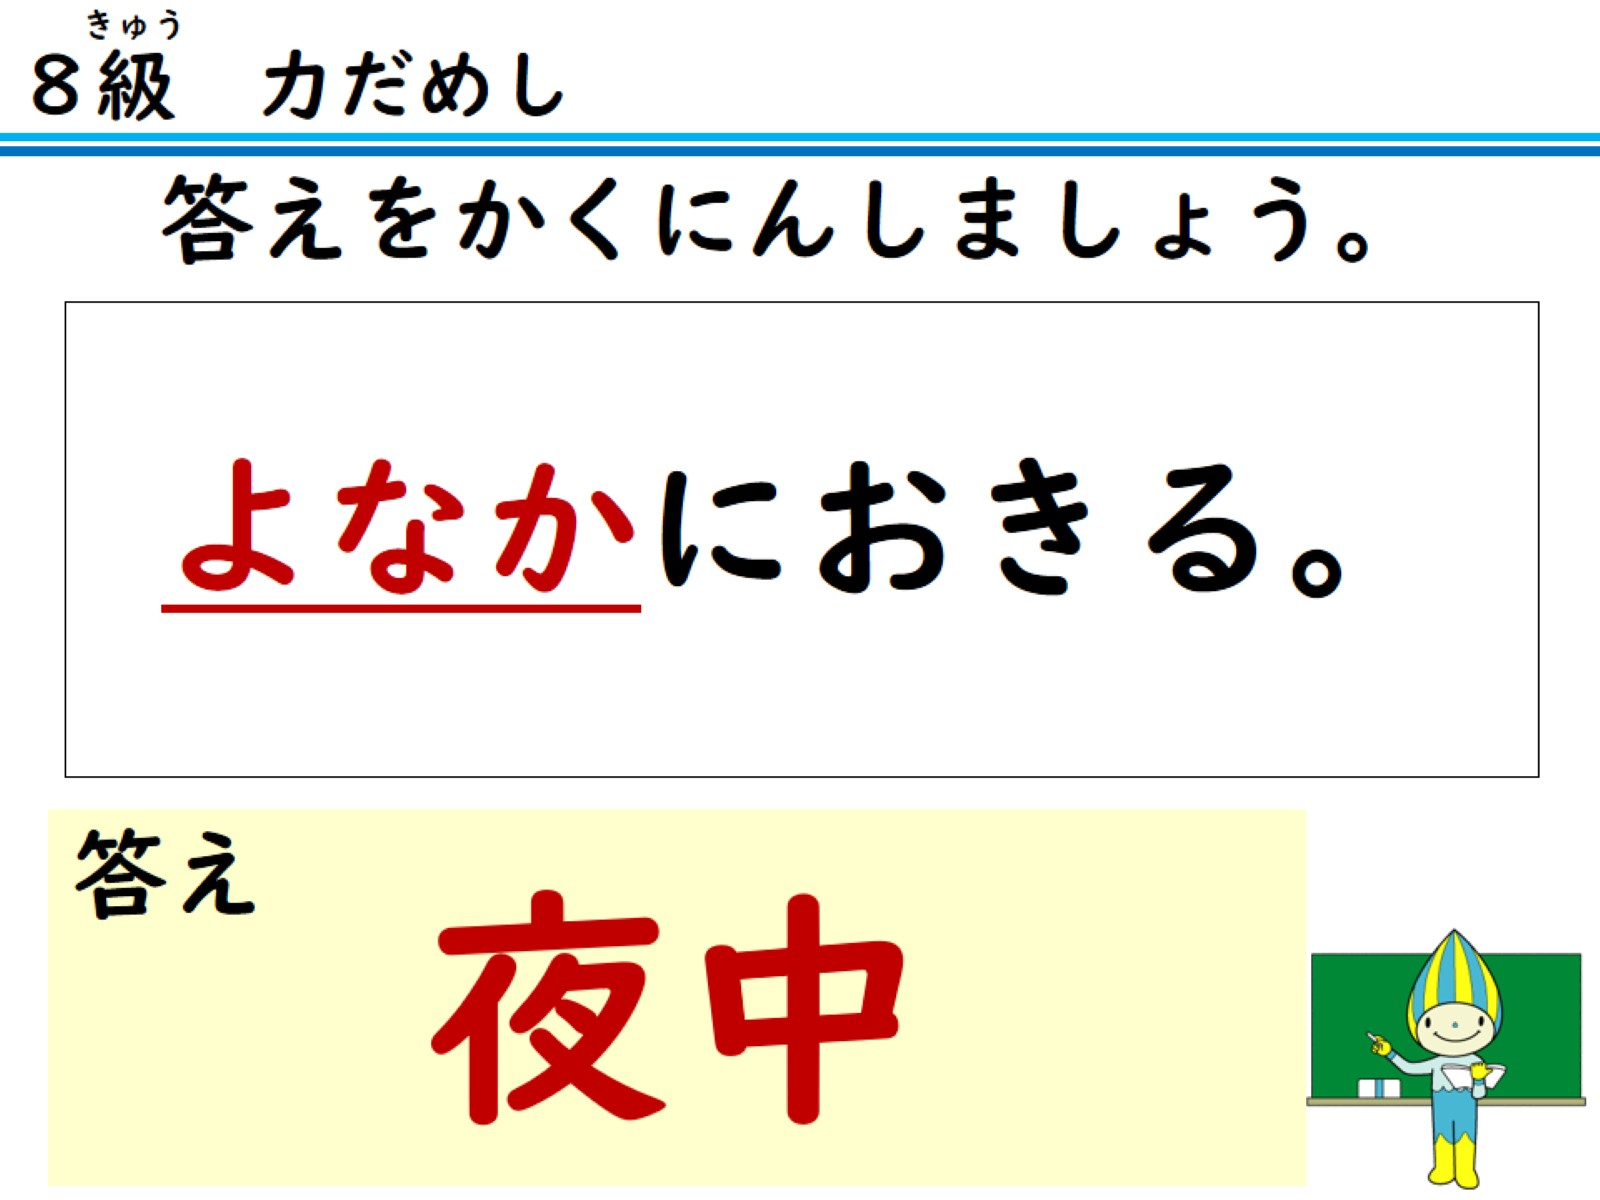 きゅう
８級　力だめし
答えをかくにんしましょう。
よなかにおきる。
答え
夜中